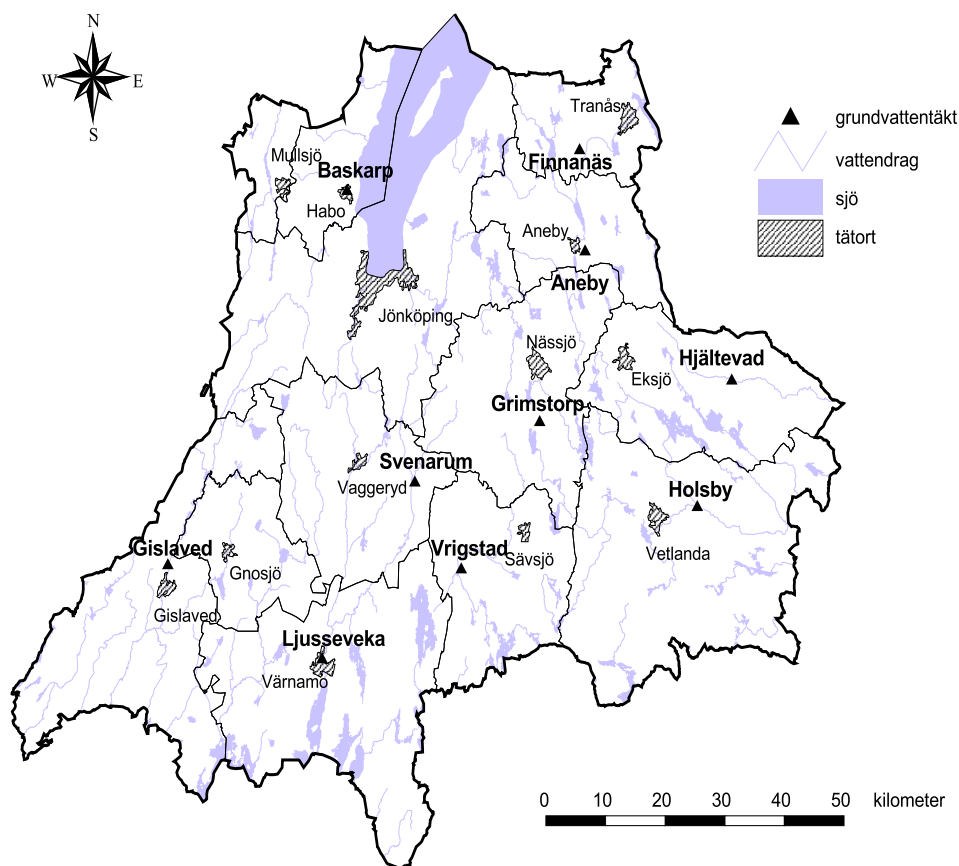 N
W E
S
Tranås
grundvattentäkt
vattendrag
sjö
tätort
Mullsjö
Baskarp
Finnanäs
Habo
Aneby
Aneby
Jönköping
Nässjö
Hjältevad
Eksjö
Grimstorp
Svenarum
Vaggeryd
Holsby
Gislaved
Vrigstad
Sävsjö
Vetlanda
Gnosjö
Gislaved
Ljusseveka
Värnamo
0 10 20 30 40 50 kilometer